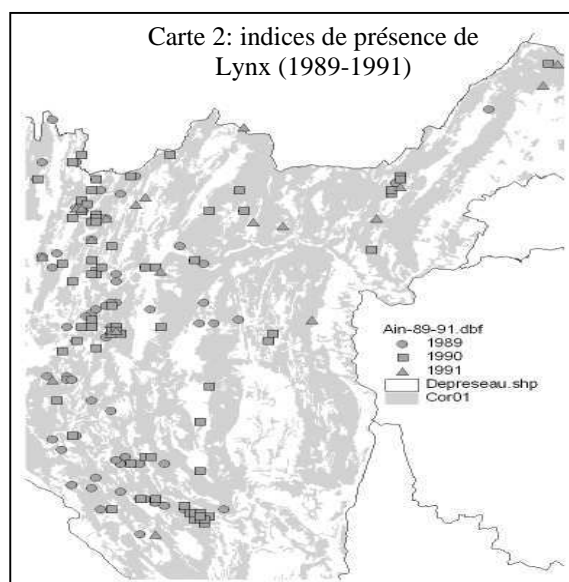 Carte 2: indices de présence de
Lynx (1989-1991)
Ain-89-91.dbf
1989
1990
1991
Depreseau.shp
Cor01